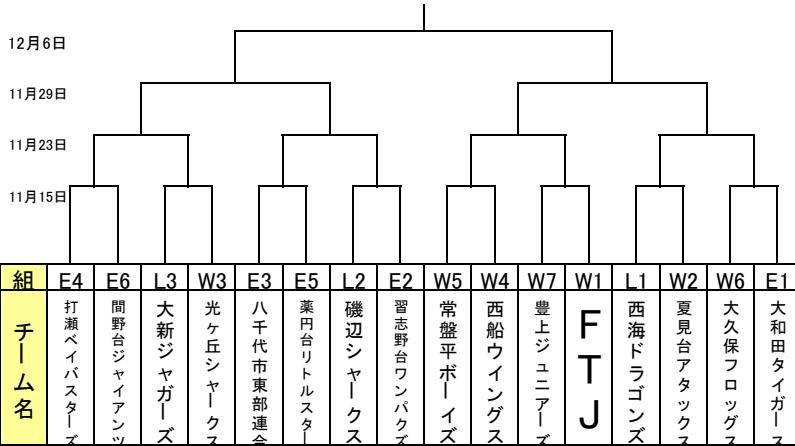 12月6日
11月29日
11月23日
11月15日
組 E4 E6 L3 W3 E3 E5 L2 E2 W5 W4 W7 W1 L1 W2 W6 E1
チーム名
打瀬ベイバスターズ
間野台ジャイアンツ
大新ジャガーズ
光ヶ丘シャークス
八千代市東部連合
薬円台リトルスター
磯辺シャークス
習志野台ワンパクズ
常盤平ボーイズ
西船ウイングス
豊上ジュニアーズ
FTJ
西海ドラゴンズ
夏見台アタックス
大久保フロッグ
大和田タイガース